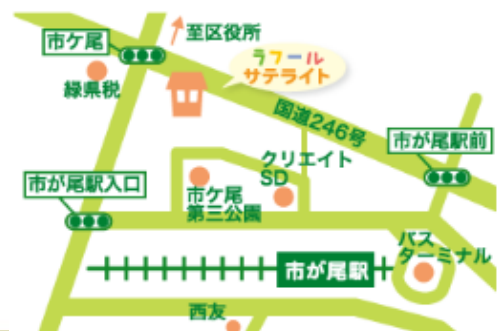 市ケ尾
至区役所
ラフール
サテライト
緑県税
国道246号
市が尾駅前
クリエイト
SD
市が尾駅入口
市ケ尾
第三公園
バス
ターミナル
市が尾駅
西友